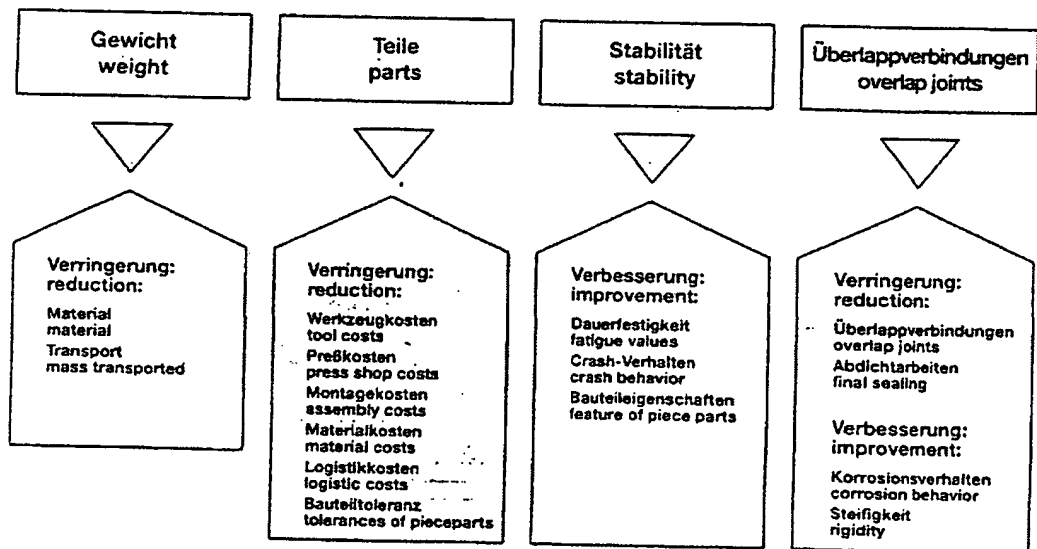 Gewicht
weight
Teile
parts
Stabilität
stability
Überlappverbindungen
overlap joints
Verringerung:
reduction:
Material
material
Transport
mass transported
Verringerung:
reduction:
Werkzeugkosten
tool costs
Preßkosten
press shop costs
Montagekosten
assembly costs
Materialkosten
material costs
Logistikkosten
logistic costs
Bauteiltoleranz
tolerances of pieceparts
Verbesserung:
improvement:
Dauerfestigkeit
fatigue values
Crash-Verhalten
crash behavior
Bauteileigenschaften
feature of piece parts
Verringerung:
reduction:
Überlappverbindungen
overlap joints
Abdichtarbeiten
final sealing
Verbesserung:
improvement:
Korrosionsverhalten
corrosion behavior
Steifigkeit
rigidity